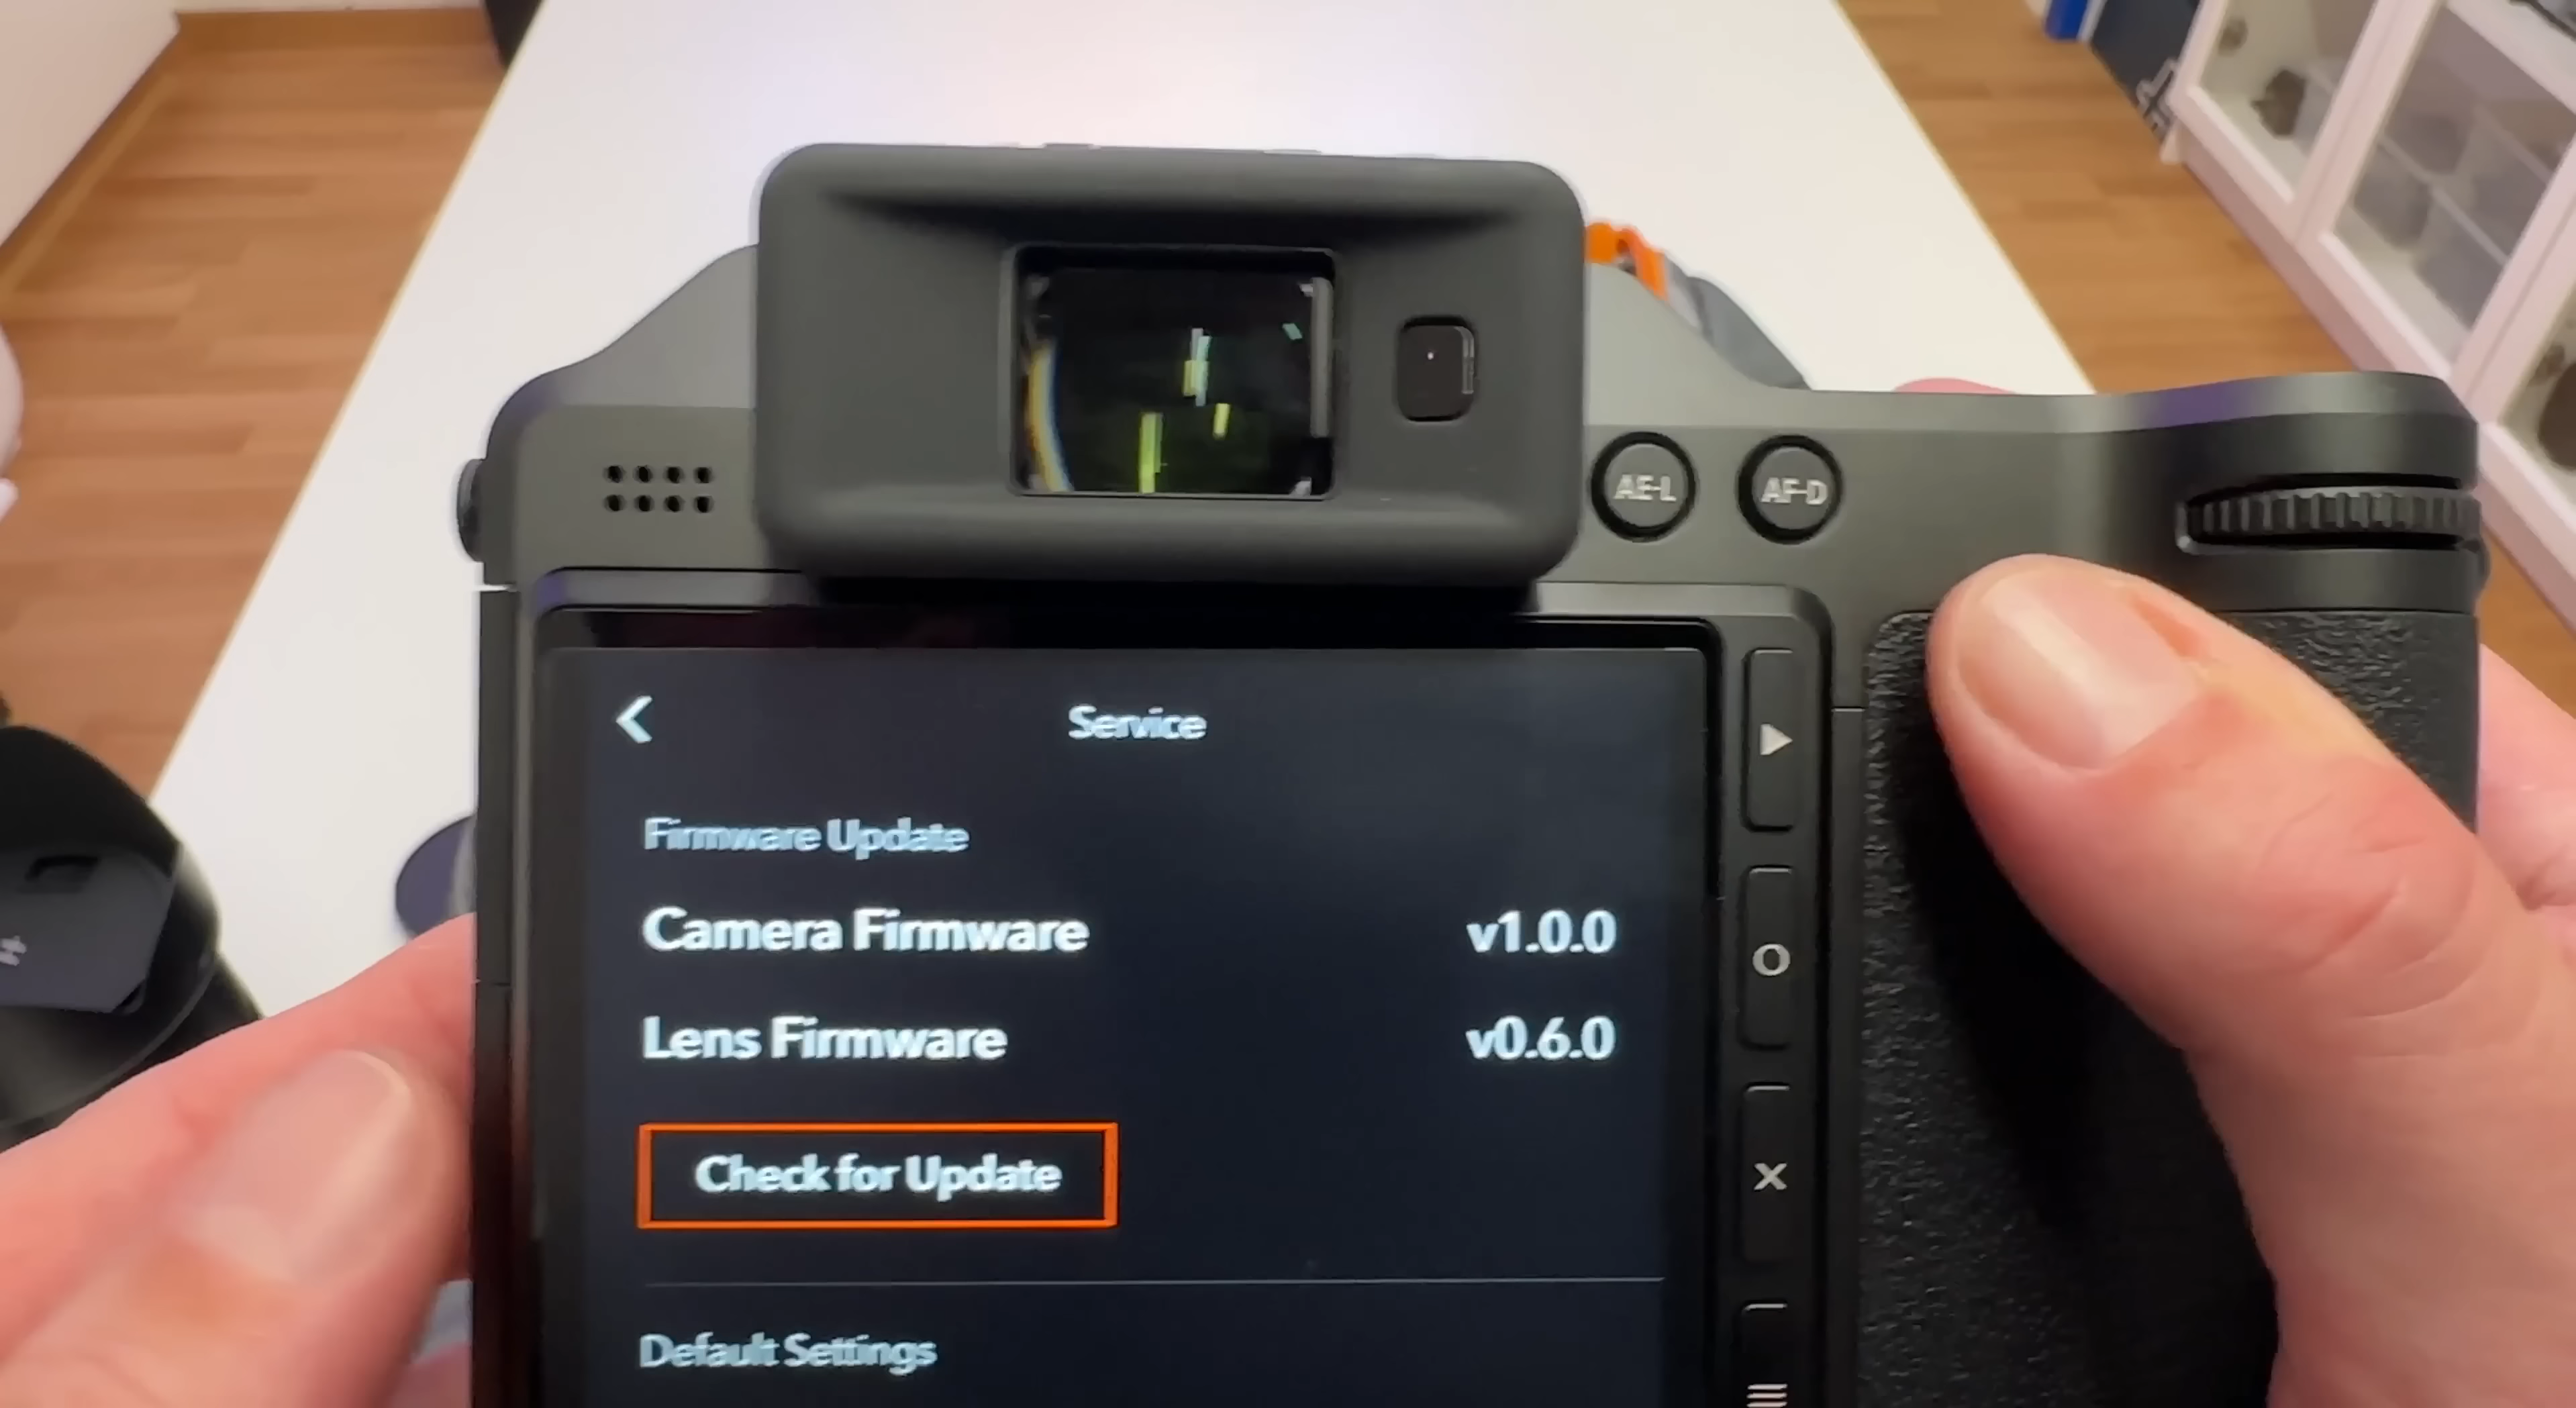 AE-L AF-D
Service
Firmware Update
Camera Firmware v1.0.0
Lens Firmware v0.6.0
Check for Update
Default Settings